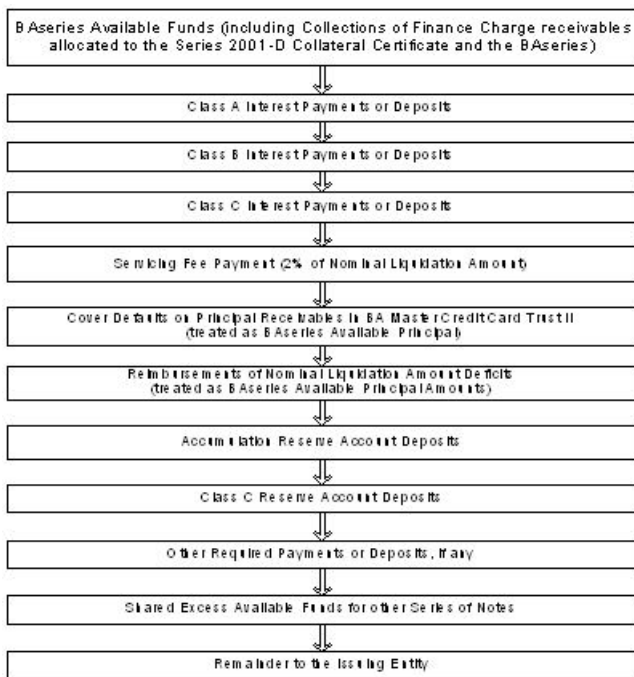 BAseries Available Funds (including Collections of Finance Charge receivables
allocated to the Series 2001-D Collateral Certificate and the BAseries)
Class A Interest Payments or Deposits
Class B Interest Payments or Deposits
Class C Interest Payments or Deposits
Servicing Fee Payment (2% of Nominal Liquidation Amount)
Cover Defaults on Principal Receivables in BA Master Credit Card Trust II
(treated as BAseries Available Principal)
Reimbursements of Nominal Liquidation Amount Deficits
(treated as BAseries Available Principal Amounts)
Accumulation Reserve Account Deposits
Class C Reserve Account Deposits
Other Required Payments or Deposits, if any
Shared Excess Available Funds for other Series of Notes
Remainder to the Issuing Entity